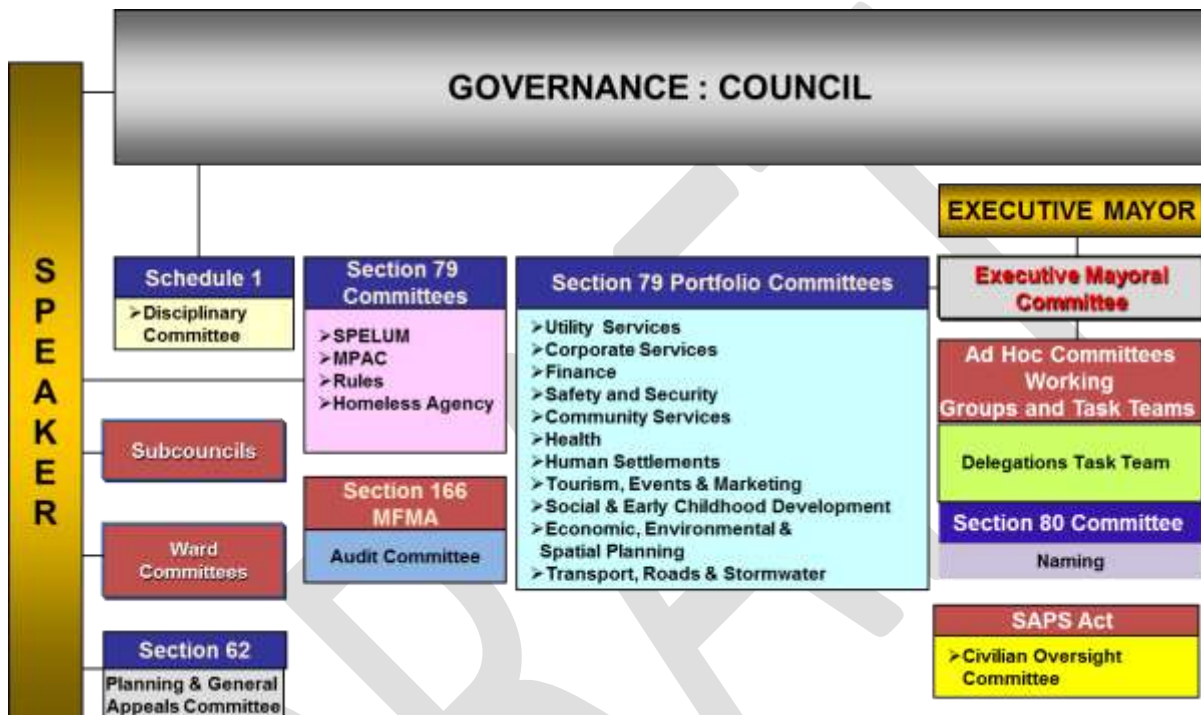 GOVERNANCE : COUNCIL
SPEAKER
EXECUTIVE MAYOR
Schedule 1
➢Disciplinary
Committee
Section 79
Committees
➢SPELUM
➢MPAC
➢Rules
➢Homeless Agency
Section 79 Portfolio Committees
➢Utility Services
➢Corporate Services
➢Finance
➢Safety and Security
➢Community Services
➢Health
➢Human Settlements
➢Tourism, Events & Marketing
➢Social & Early Childhood Development
➢Economic, Environmental &
Spatial Planning
➢Transport, Roads & Stormwater
Executive Mayoral
Committee
Ad Hoc Committees
Working
Groups and Task Teams
Delegations Task Team
Section 80 Committee
Naming
SAPS Act
➢Civilian Oversight
Committee
Subcouncils
Section 166
MFMA
Audit Committee
Ward
Committees
Section 62
Planning & General
Appeals Committee